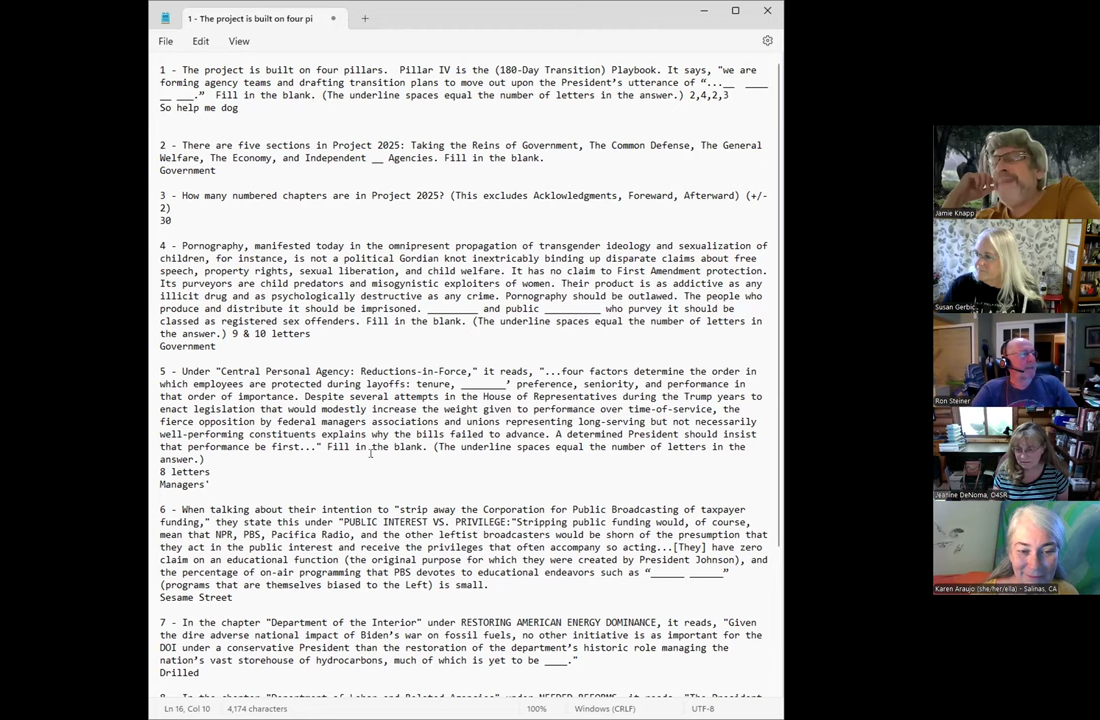 1 - The project is built on four pi
File
Edit
View
1 - The project is built on four pillars.  Pillar IV is the (180-Day Transition) Playbook. It says, "we are
forming agency teams and drafting transition plans to move out upon the President's utterance of "...__  ____
__ ___."  Fill in the blank. (The underline spaces equal the number of letters in the answer.) 2,4,2,3
So help me dog
2 - There are five sections in Project 2025: Taking the Reins of Government, The Common Defense, The General
Welfare, The Economy, and Independent __ Agencies. Fill in the blank.
Government
3 - How many numbered chapters are in Project 2025? (This excludes Acklowledgments, Foreward, Afterward) (+/-
2)
30
4 - Pornography, manifested today in the omnipresent propagation of transgender ideology and sexualization of
children, for instance, is not a political Gordian knot inextricably binding up disparate claims about free
speech, property rights, sexual liberation, and child welfare. It has no claim to First Amendment protection.
Its purveyors are child predators and misogynistic exploiters of women. Their product is as addictive as any
illicit drug and as psychologically destructive as any crime. Pornography should be outlawed. The people who
produce and distribute it should be imprisoned. _________ and public __________ who purvey it should be
classed as registered sex offenders. Fill in the blank. (The underline spaces equal the number of letters in
the answer.) 9 & 10 letters
Government
5 - Under "Central Personal Agency: Reductions-in-Force," it reads, "...four factors determine the order in
which employees are protected during layoffs: tenure, ________' preference, seniority, and performance in
that order of importance. Despite several attempts in the House of Representatives during the Trump years to
enact legislation that would modestly increase the weight given to performance over time-of-service, the
fierce opposition by federal managers associations and unions representing long-serving but not necessarily
well-performing constituents explains why the bills failed to advance. A determined President should insist
that performance be first..." Fill in the blank. (The underline spaces equal the number of letters in the
answer.)
8 letters
Managers'
6 - When talking about their intention to "strip away the Corporation for Public Broadcasting of taxpayer
funding," they state this under "PUBLIC INTEREST VS. PRIVILEGE:"Stripping public funding would, of course,
mean that NPR, PBS, Pacifica Radio, and the other leftist broadcasters would be shorn of the presumption that
they act in the public interest and receive the privileges that often accompany so acting...[They] have zero
claim on an educational function (the original purpose for which they were created by President Johnson), and
the percentage of on-air programming that PBS devotes to educational endeavors such as "______ ______"
(programs that are themselves biased to the Left) is small.
Sesame Street
7 - In the chapter "Department of the Interior" under RESTORING AMERICAN ENERGY DOMINANCE, it reads, "Given
the dire adverse national impact of Biden's war on fossil fuels, no other initiative is as important for the
DOI under a conservative President than the restoration of the department's historic role managing the
nation's vast storehouse of hydrocarbons, much of which is yet to be ____."
Drilled
8 - In the chapter "Department of Labor and Related Agencies" under NEEDED REFORMS, it reads, "The President
Ln 16, Col 10
4,174 characters
100%
Windows (CRLF)
UTF-8
Jamie Knapp
Susan Gerbic
Ron Steiner
Jeanine DeNoma, O4SR
Karen Araujo (she/her/ella) - Salinas, CA